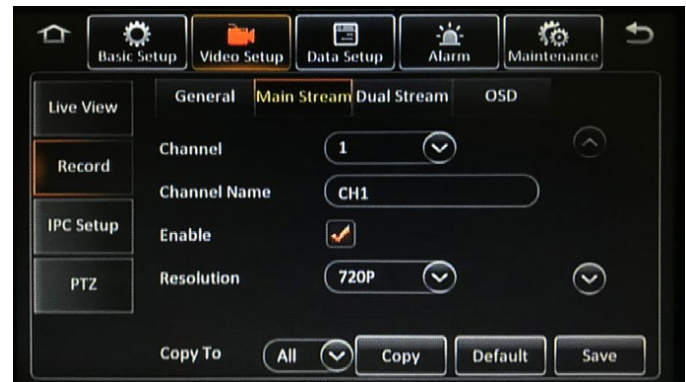 Basic Setup Video Setup Data Setup Alarm Maintenance
General Main Stream Dual Stream OSD
Live View
Record
IPC Setup
PTZ
Channel 1
Channel Name CH1
Enable
Resolution 720P
Copy To All Copy Default Save